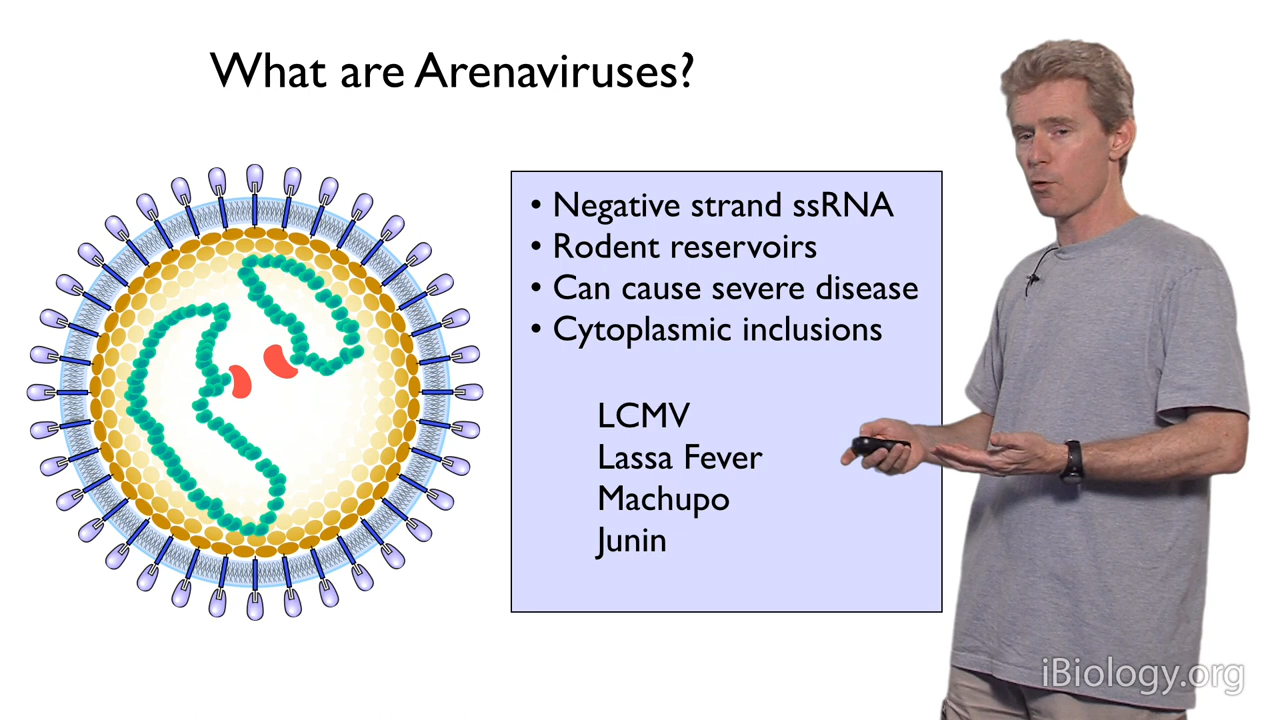 What are Arenaviruses?
• Negative strand ssRNA
• Rodent reservoirs
• Can cause severe disease
• Cytoplasmic inclusions
LCMV
Lassa Fever
Machupo
Junin
iBiology.org